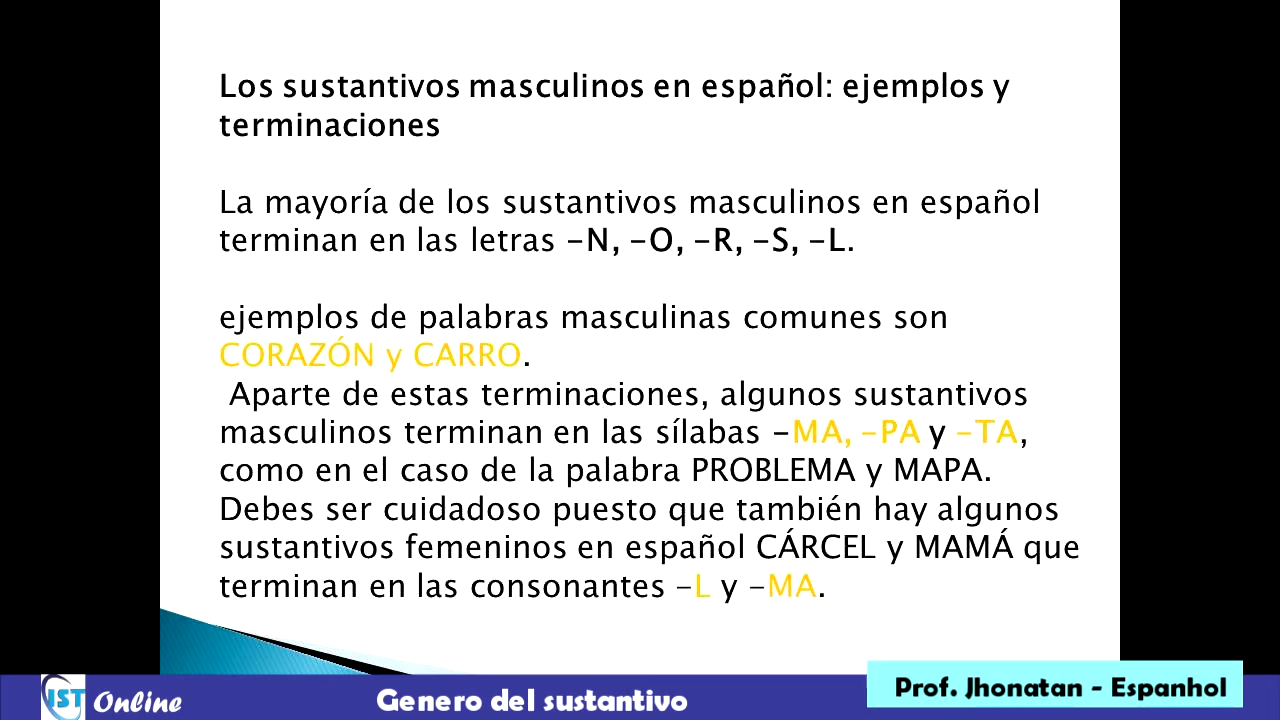 Los sustantivos masculinos en español: ejemplos y
terminaciones
La mayoría de los sustantivos masculinos en español
terminan en las letras -N, -O, -R, -S, -L.
ejemplos de palabras masculinas comunes son
CORAZÓN y CARRO.
Aparte de estas terminaciones, algunos sustantivos
masculinos terminan en las sílabas -MA, -PA y -TA,
como en el caso de la palabra PROBLEMA y MAPA.
Debes ser cuidadoso puesto que también hay algunos
sustantivos femeninos en español CÁRCEL y MAMÁ que
terminan en las consonantes -L y -MA.
IST Online
Genero del sustantivo
Prof. Jhonatan - Espanhol